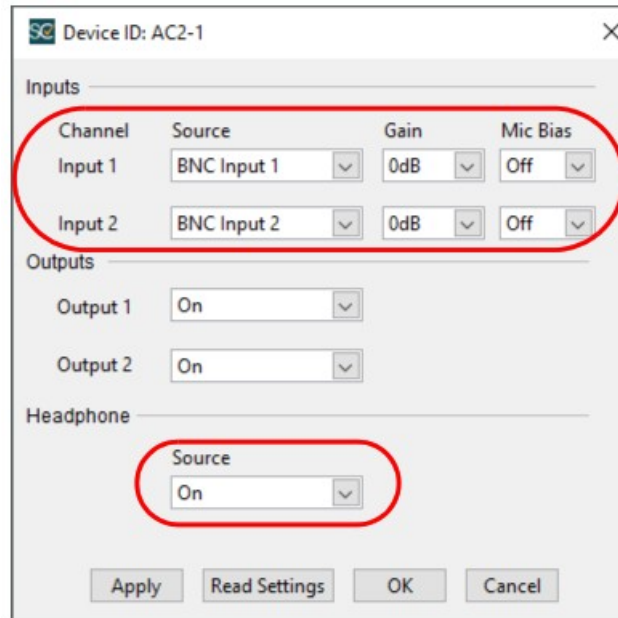 SC Device ID: AC2-1
Inputs
Channel Source Gain Mic Bias
Input 1 BNC Input 1 0dB Off
Input 2 BNC Input 2 0dB Off
Outputs
Output 1 On
Output 2 On
Headphone
Source
On
Apply Read Settings OK Cancel